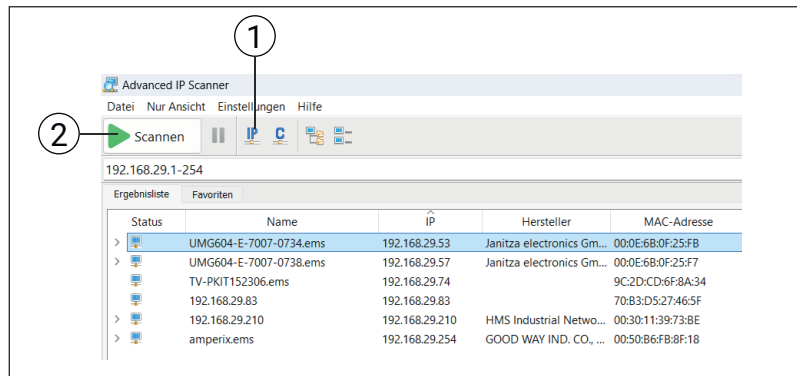 1
Advanced IP Scanner
Datei Nur Ansicht Einstellungen Hilfe
2 Scannen IP C
192.168.29.1-254
Ergebnisliste Favoriten
Status Name IP Hersteller MAC-Adresse
UMG604-E-7007-0734.ems 192.168.29.53 Janitza electronics Gm... 00:0E:6B:0F:25:FB
UMG604-E-7007-0738.ems 192.168.29.57 Janitza electronics Gm... 00:0E:6B:0F:25:F7
TV-PKIT152306.ems 192.168.29.74 9C:2D:CD:6F:8A:34
192.168.29.83 192.168.29.83 70:B3:D5:27:46:5F
192.168.29.210 192.168.29.210 HMS Industrial Netwo... 00:30:11:39:73:BE
amperix.ems 192.168.29.254 GOOD WAY IND. CO., ... 00:50:B6:FB:8F:18